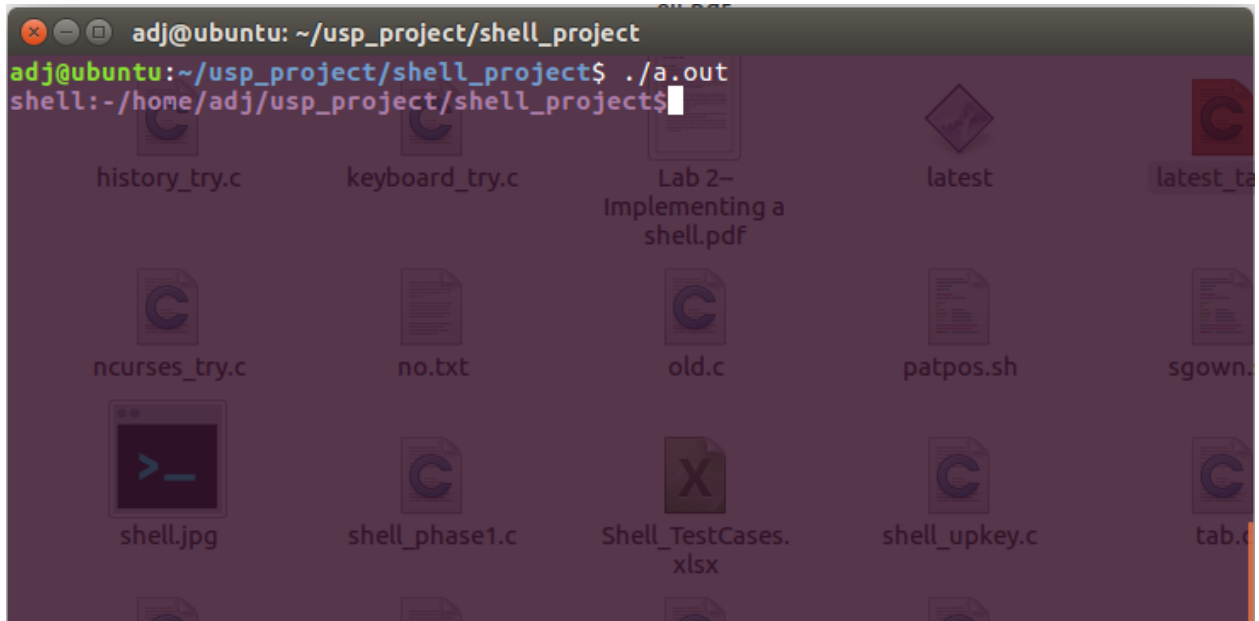 adj@ubuntu: ~/usp_project/shell_project
adj@ubuntu:~/usp_project/shell_project$ ./a.out
shell:-/home/adj/usp_project/shell_project$
history_try.c
keyboard_try.c
Lab 2–
Implementing a
shell.pdf
latest
latest_ta
ncurses_try.c
no.txt
old.c
patpos.sh
sgown.
>_
shell.jpg
shell_phase1.c
Shell_TestCases.
xlsx
shell_upkey.c
tab.c